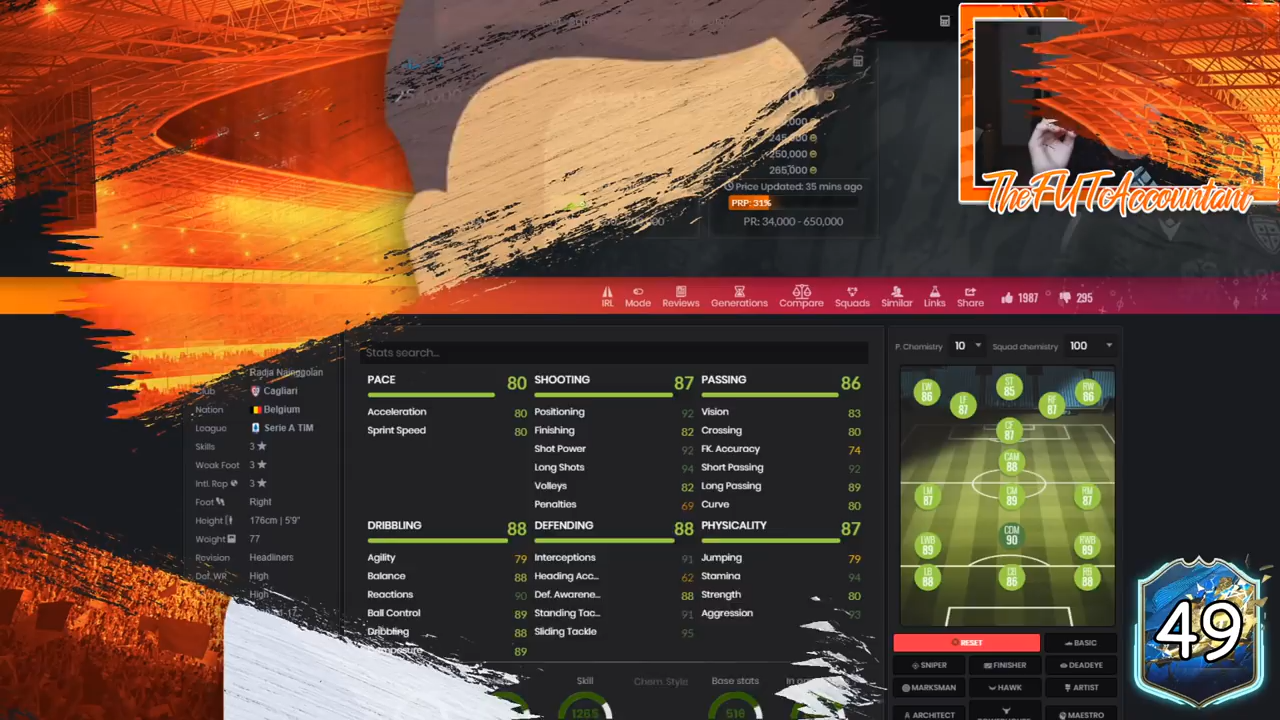 245,000
250,000
265,000
Price Updated: 35 mins ago
PRP: 31%
PR: 34,000 - 650,000
TheFUTAccountant
IRL
Mode
Reviews
Generations
Compare
Squads
Similar
Links
Share
1987
295
Stats search...
P. Chemistry 10
Squad chemistry 100
Radja Nainggolan
Club Cagliari
Nation Belgium
League Serie A TIM
Skills 3
Weak Foot 3
Intl. Rep 3
Foot Right
Height 176cm | 5'9"
Weight 77
Revision Headliners
Def. WR High
High
PACE 80
Acceleration 80
Sprint Speed 80
SHOOTING 87
Positioning 92
Finishing 82
Shot Power 92
Long Shots 94
Volleys 82
Penalties 69
PASSING 86
Vision 83
Crossing 80
FK. Accuracy 74
Short Passing 92
Long Passing 89
Curve 80
DRIBBLING 88
Agility 79
Balance 88
Reactions 90
Ball Control 89
Dribbling 88
89
DEFENDING 88
Interceptions 91
Heading Acc... 62
Def. Awarene... 88
Standing Tac... 91
Sliding Tackle 95
PHYSICALITY 87
Jumping 79
Stamina 94
Strength 80
Aggression 93
Skill
1265
Chem. Style
Base stats
510
LW 86
ST 85
RW 86
LF 87
RF 87
CF 87
CAM 88
LM 87
CM 89
RM 87
CDM 90
LWB 89
RWB 89
LB 88
CB 86
RB 88
RESET
BASIC
SNIPER
FINISHER
DEADEYE
MARKSMAN
HAWK
ARTIST
ARCHITECT
MAESTRO
49